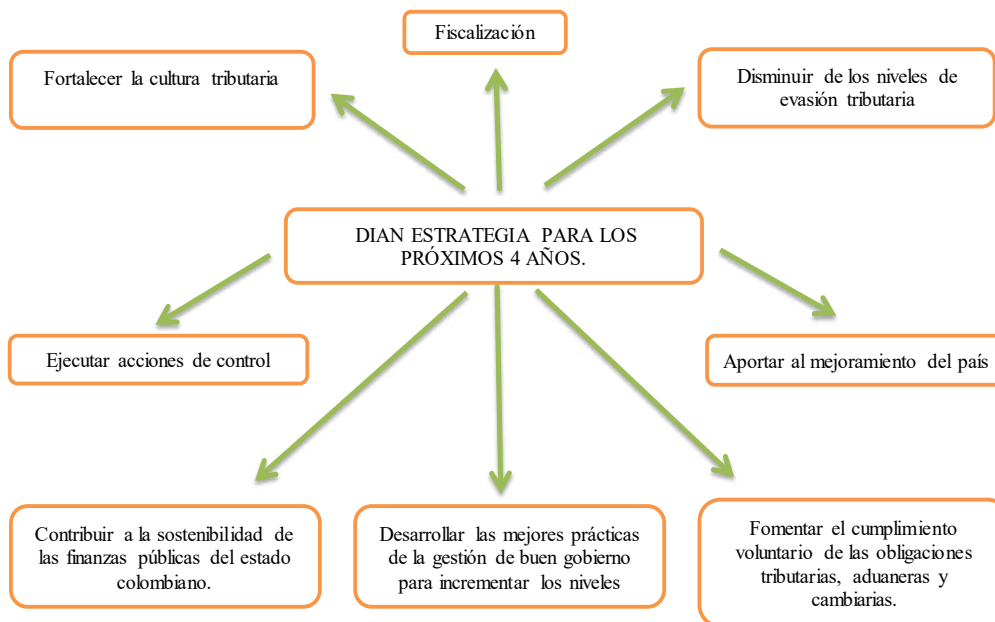 Fiscalización
Fortalecer la cultura tributaria
Disminuir de los niveles de
evasión tributaria
DIAN ESTRATEGIA PARA LOS
PRÓXIMOS 4 AÑOS.
Ejecutar acciones de control
Aportar al mejoramiento del país
Contribuir a la sostenibilidad de
las finanzas públicas del estado
colombiano.
Desarrollar las mejores prácticas
de la gestión de buen gobierno
para incrementar los niveles
Fomentar el cumplimiento
voluntario de las obligaciones
tributarias, aduaneras y
cambiarias.